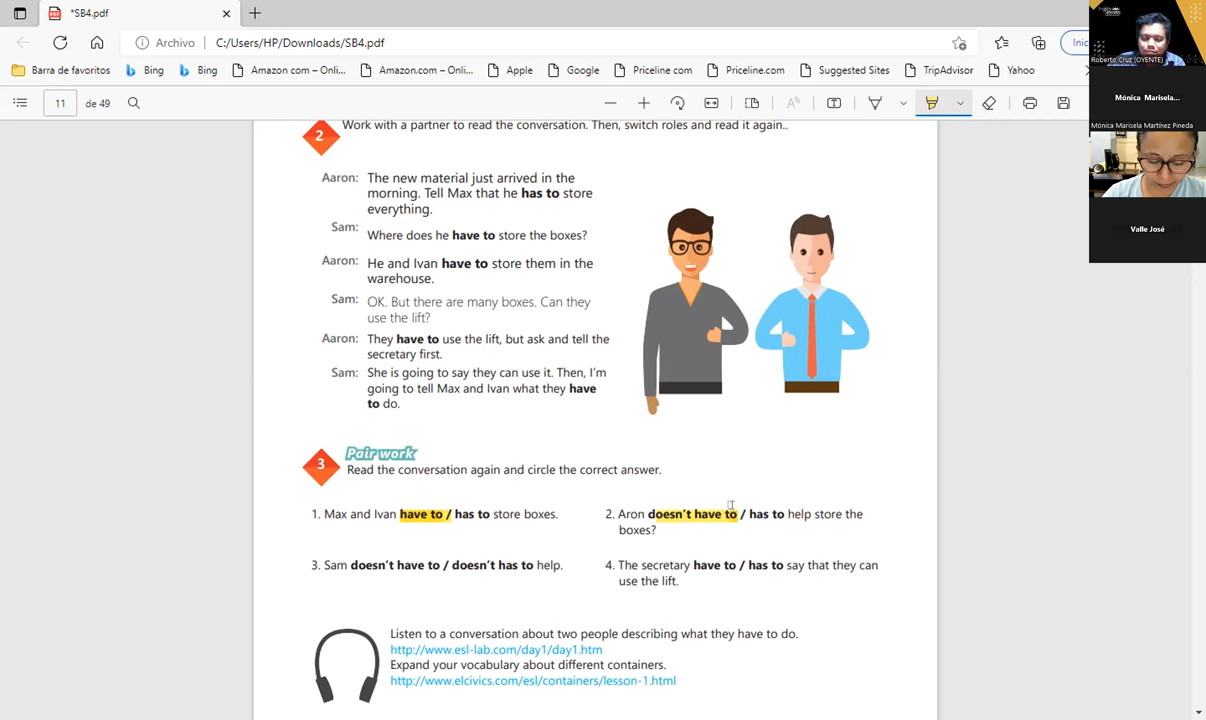 *SB4.pdf
Archivo C:/Users/HP/Downloads/SB4.pdf
Barra de favoritos Bing Bing Amazon com – Onli... Amazon.com – Onli... Apple Google Priceline com Priceline.com Suggested Sites TripAdvisor Yahoo
11 de 49
2 Work with a partner to read the conversation. Then, switch roles and read it again..
Aaron: The new material just arrived in the
morning. Tell Max that he has to store
everything.
Sam: Where does he have to store the boxes?
Aaron: He and Ivan have to store them in the
warehouse.
Sam: OK. But there are many boxes. Can they
use the lift?
Aaron: They have to use the lift, but ask and tell the
secretary first.
Sam: She is going to say they can use it. Then, I'm
going to tell Max and Ivan what they have
to do.
Pair work
3 Read the conversation again and circle the correct answer.
1. Max and Ivan have to / has to store boxes.
2. Aron doesn't have to / has to help store the
boxes?
3. Sam doesn't have to / doesn't has to help.
4. The secretary have to / has to say that they can
use the lift.
Listen to a conversation about two people describing what they have to do.
http://www.esl-lab.com/day1/day1.htm
Expand your vocabulary about different containers.
http://www.elcivics.com/esl/containers/lesson-1.html
Inic
Roberto Cruz (OYENTE)
Mónica Marisela...
Mónica Marisela Martínez Pineda
Valle José